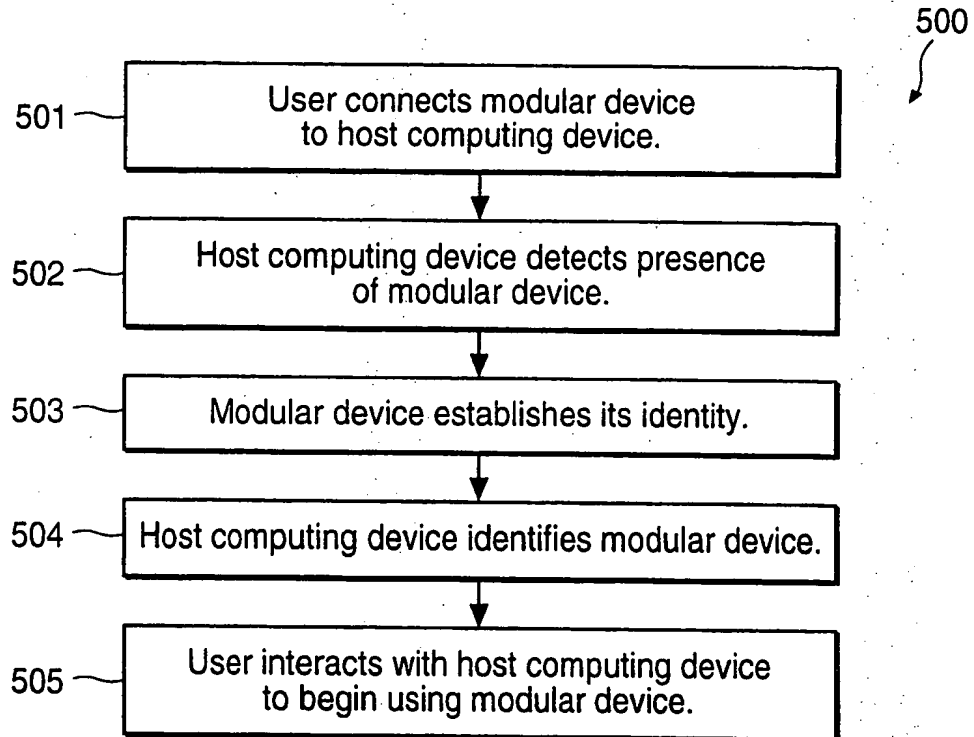 500
501
User connects modular device
to host computing device.
502
Host computing device detects presence
of modular device.
503
Modular device establishes its identity.
504
Host computing device identifies modular device.
505
User interacts with host computing device
to begin using modular device.